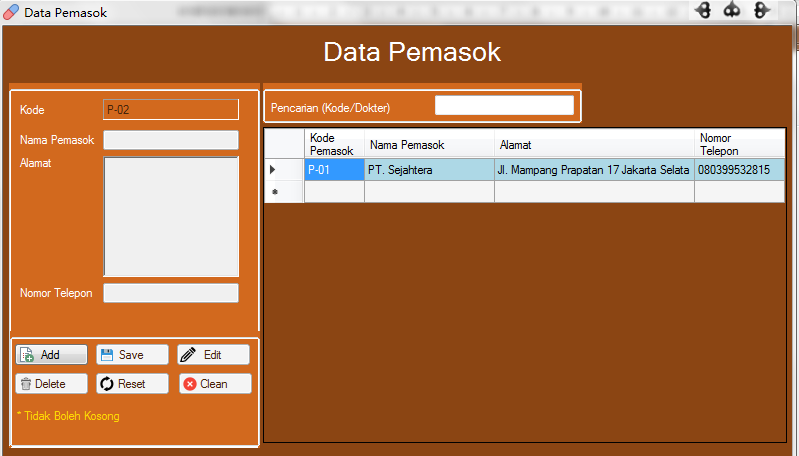 Data Pemasok
Data Pemasok
Kode
P-02
Nama Pemasok
Alamat
Nomor Telepon
Add
Save
Edit
Delete
Reset
Clean
* Tidak Boleh Kosong
Pencarian (Kode/Dokter)
Kode Pemasok
Nama Pemasok
Alamat
Nomor Telepon
P-01
PT. Sejahtera
Jl. Mampang Prapatan 17 Jakarta Selata
080399532815
*